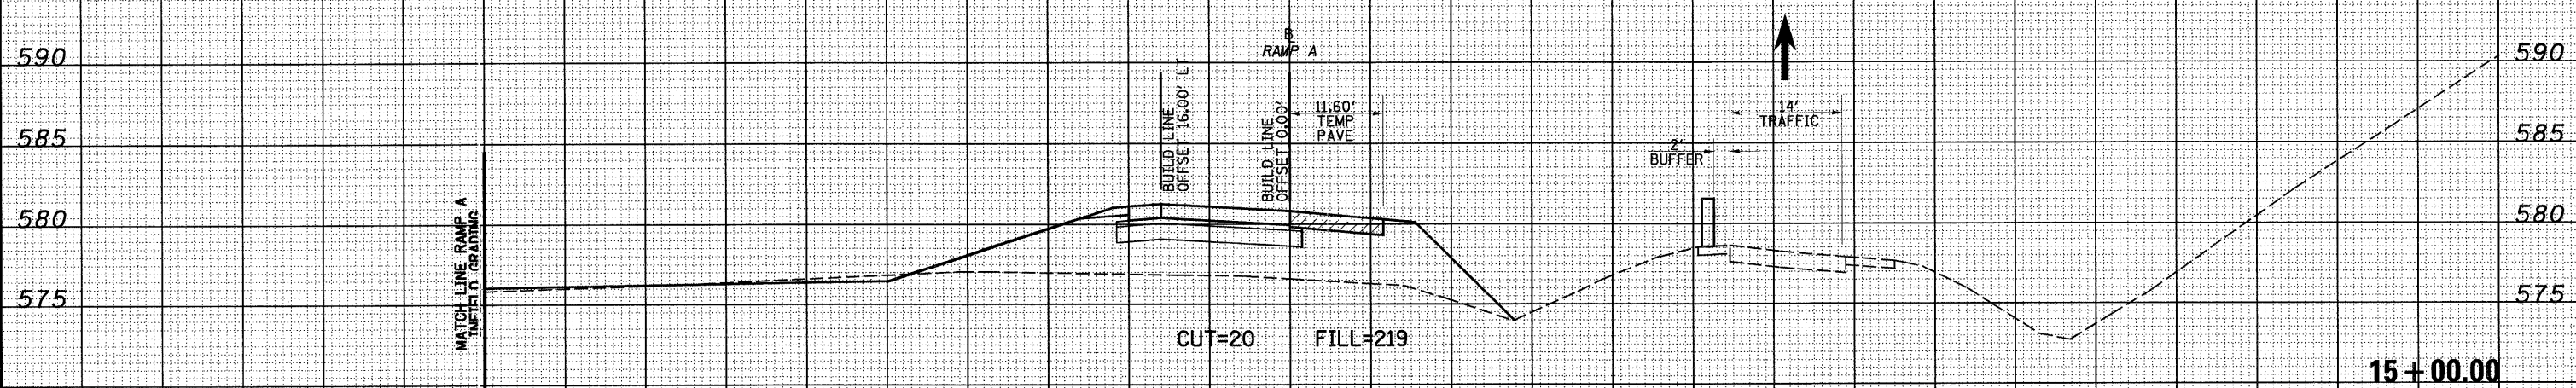 590
585
580
575
MATCH LINE RAMP A
INFIELD GRADING
BUILD LINE
OFFSET 16.00' LT
B
RAMP A
BUILD LINE
OFFSET 0.00'
11.60'
TEMP
PAVE
2'
BUFFER
14'
TRAFFIC
CUT=20
FILL=219
590
585
580
575
15+00.00